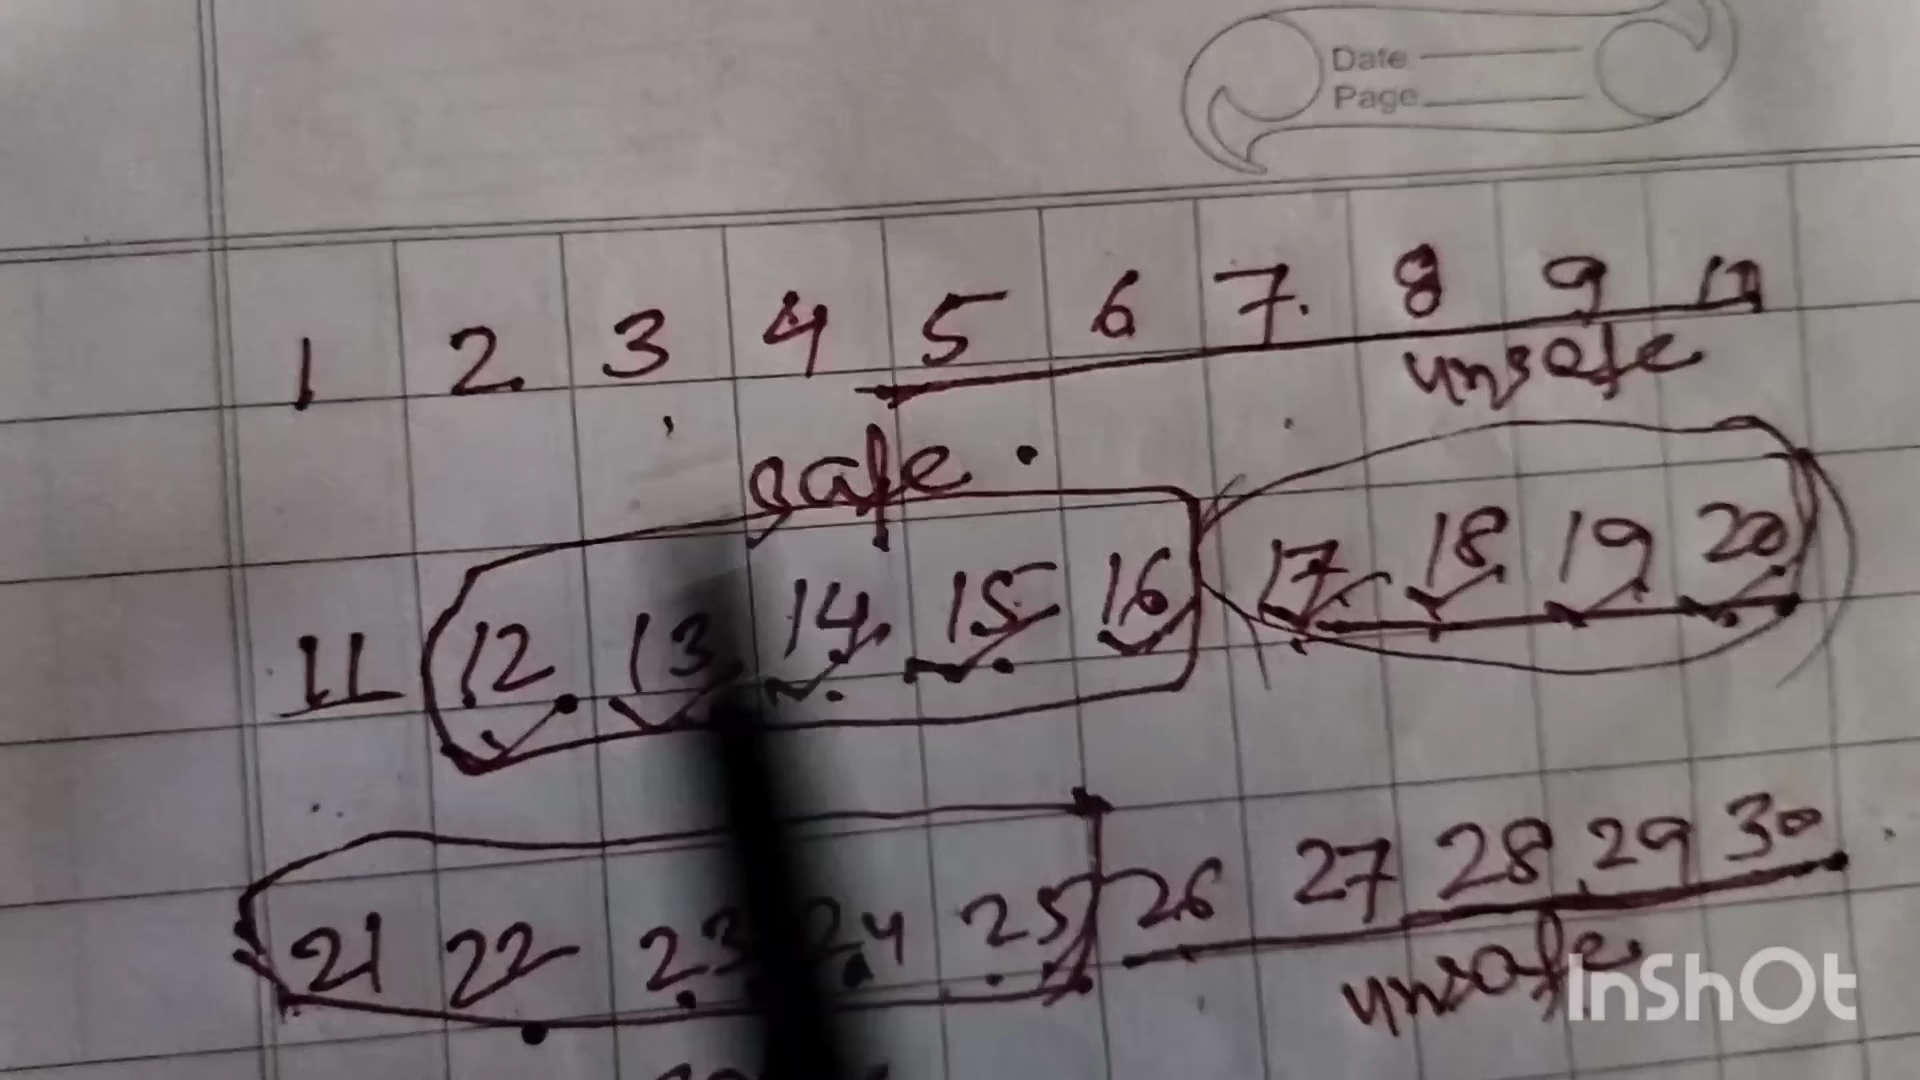 Date
Page
1 2 3 4 5 6 7 8 9 10
unsafe
safe
11 12 13 14 15 16 17 18 19 20
21 22 23 24 25 26 27 28 29 30
unsafe
InShOt